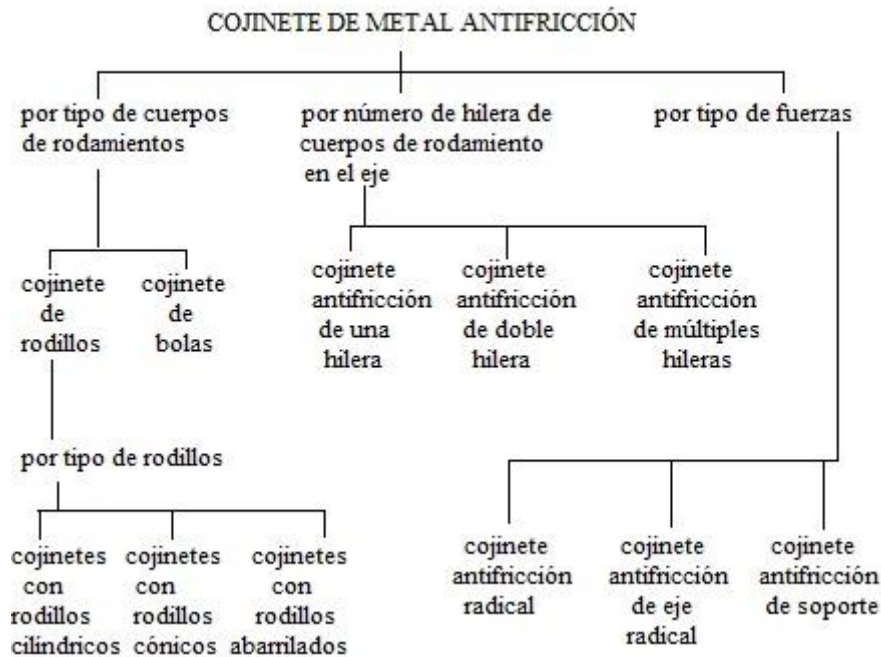 COJINETE DE METAL ANTIFRICCIÓN
por tipo de cuerpos
de rodamientos
por número de hilera de
cuerpos de rodamiento
en el eje
por tipo de fuerzas
cojinete
de
rodillos
cojinete
de
bolas
cojinete
antifricción
de una
hilera
cojinete
antifricción
de doble
hilera
cojinete
antifricción
de múltiples
hileras
por tipo de rodillos
cojinetes
con
rodillos
cilíndricos
cojinetes
con
rodillos
cónicos
cojinetes
con
rodillos
abarrilados
cojinete
antifricción
radical
cojinete
antifricción
de eje
radical
cojinete
antifricción
de soporte